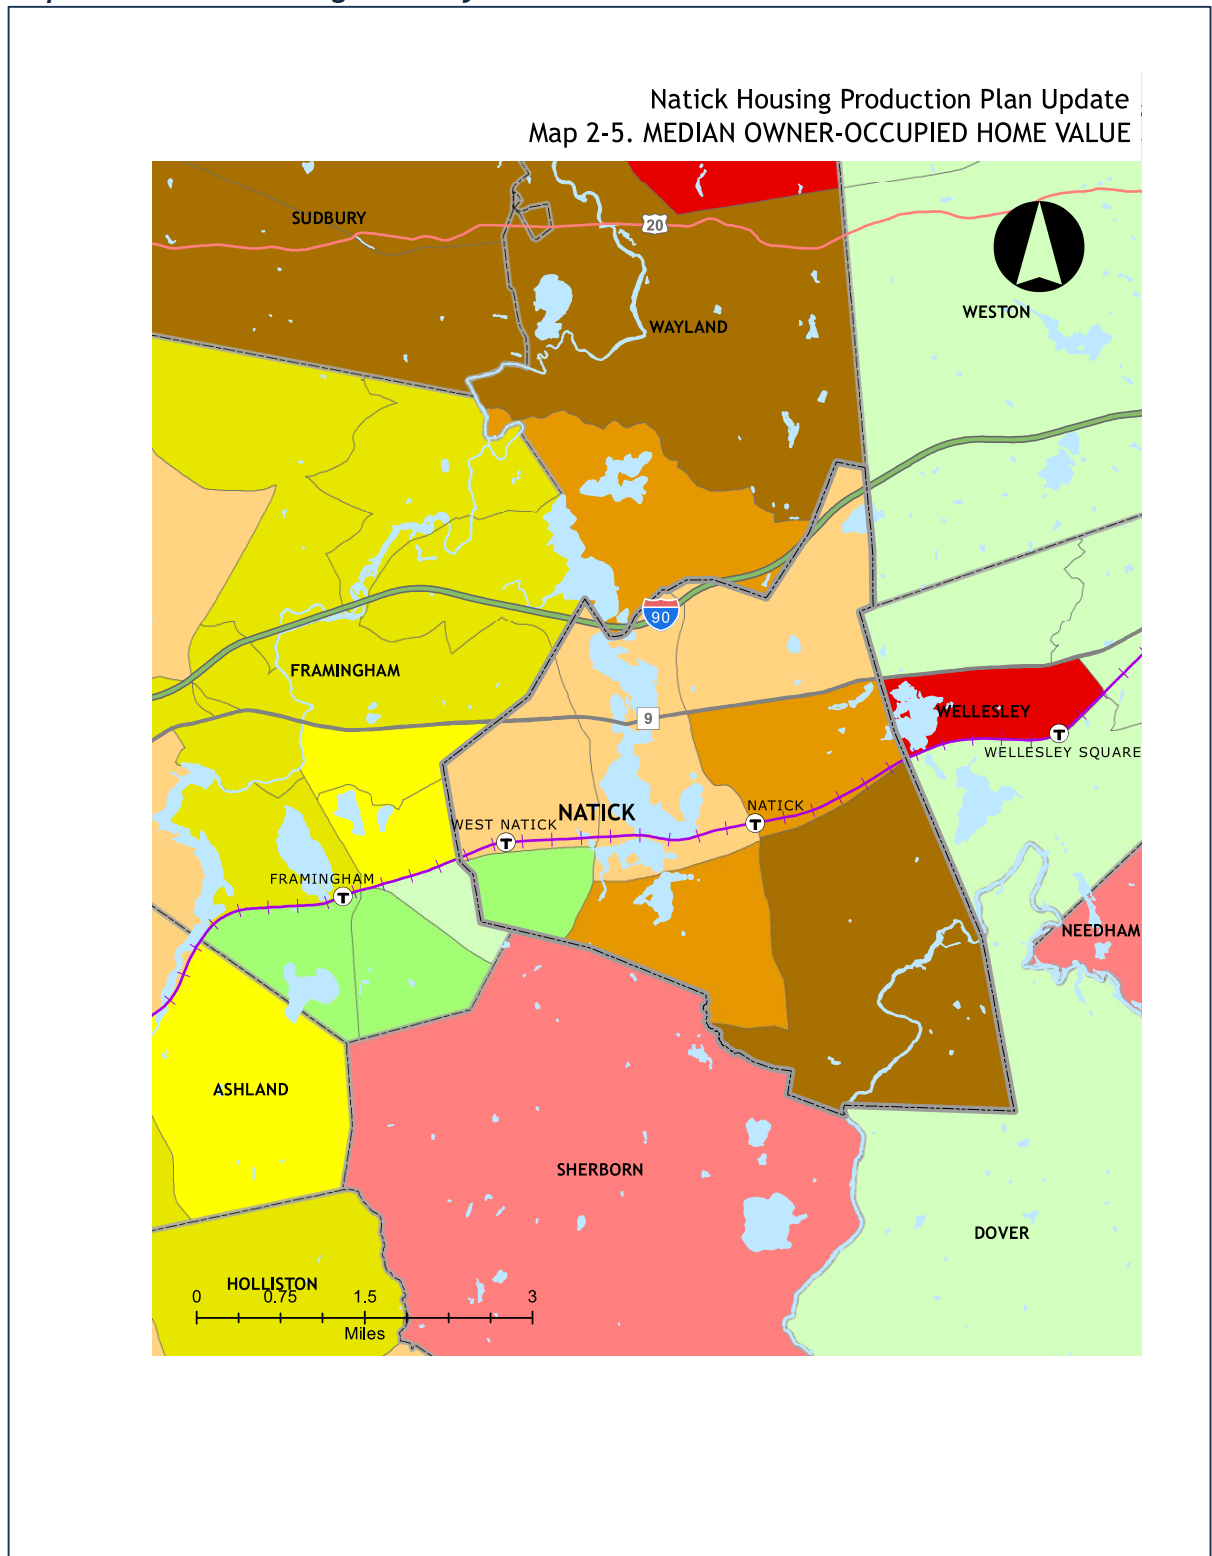 Natick Housing Production Plan Update
Map 2-5. MEDIAN OWNER-OCCUPIED HOME VALUE
SUDBURY
20
WESTON
WAYLAND
90
FRAMINGHAM
9
WELLESLEY
WELLESLEY SQUARE
T
NATICK
NATICK
T
WEST NATICK
T
FRAMINGHAM
T
NEEDHAM
ASHLAND
SHERBORN
DOVER
HOLLISTON
0 0.75 1.5 3
Miles